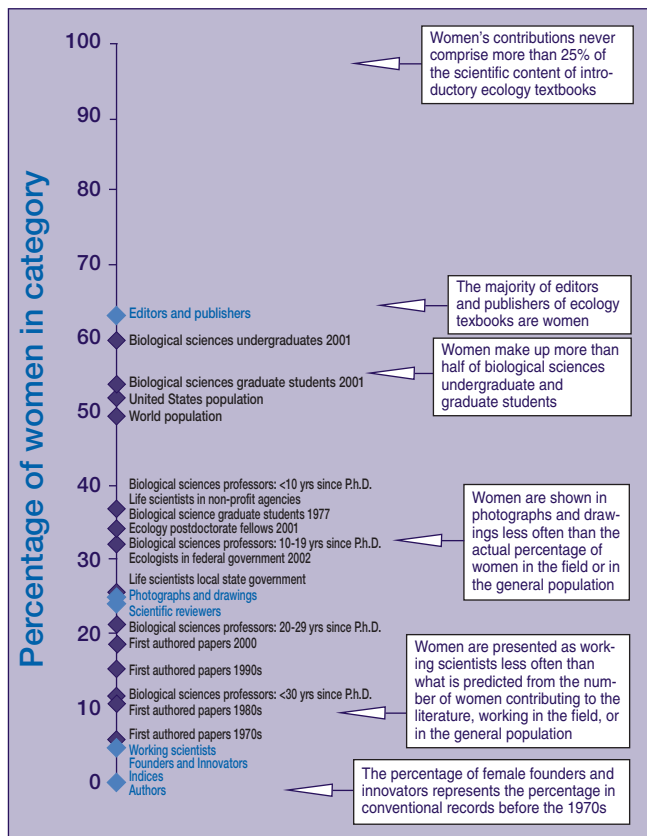 Percentage of women in category
100
90
80
70
60
50
40
30
20
10
0
Editors and publishers
Biological sciences undergraduates 2001
Biological sciences graduate students 2001
United States population
World population
Biological sciences professors: <10 yrs since P.h.D.
Life scientists in non-profit agencies
Biological science graduate students 1977
Ecology postdoctorate fellows 2001
Biological sciences professors: 10-19 yrs since P.h.D.
Ecologists in federal government 2002
Life scientists local state government
Photographs and drawings
Scientific reviewers
Biological sciences professors: 20-29 yrs since P.h.D.
First authored papers 2000
First authored papers 1990s
Biological sciences professors: <30 yrs since P.h.D.
First authored papers 1980s
First authored papers 1970s
Working scientists
Founders and Innovators
Indices
Authors
Women's contributions never
comprise more than 25% of
the scientific content of intro-
ductory ecology textbooks
The majority of editors
and publishers of ecology
texbooks are women
Women make up more than
half of biological sciences
undergraduate and
graduate students
Women are shown in
photographs and draw-
ings less often than the
actual percentage of
women in the field or in
the general population
Women are presented as work-
ing scientists less often than
what is predicted from the num-
ber of women contributing to the
literature, working in the field, or
in the general population
The percentage of female founders and
innovators represents the percentage in
conventional records before the 1970s